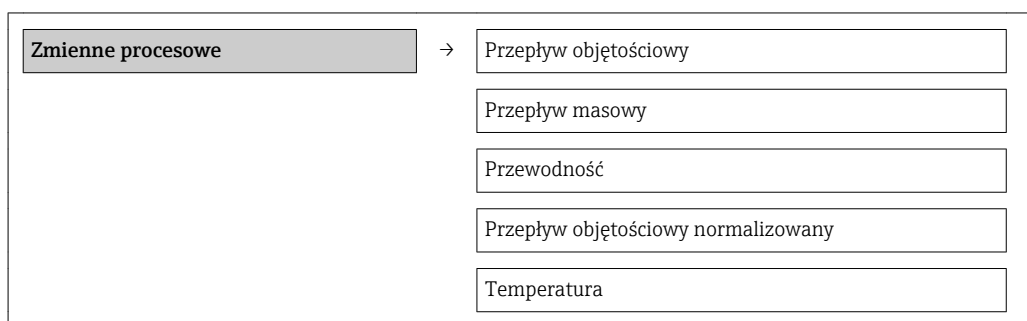 Zmienne procesowe → Przepływ objętościowy
Przepływ masowy
Przewodność
Przepływ objętościowy normalizowany
Temperatura